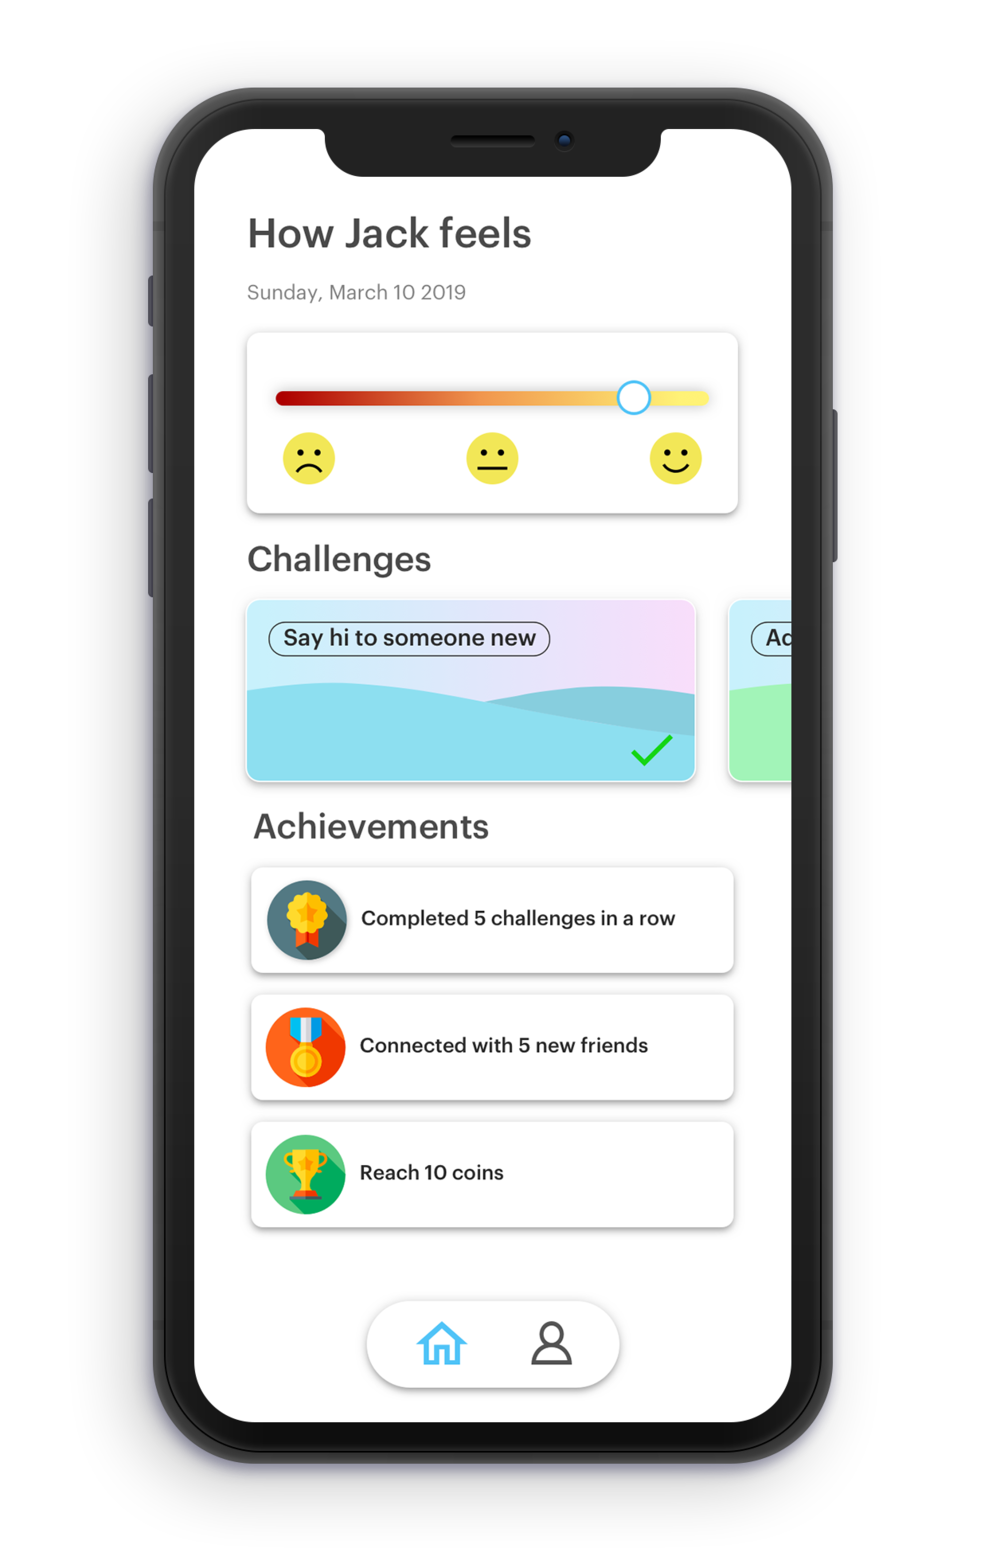 How Jack feels
Sunday, March 10 2019
Challenges
Say hi to someone new
Achievements
Completed 5 challenges in a row
Connected with 5 new friends
Reach 10 coins